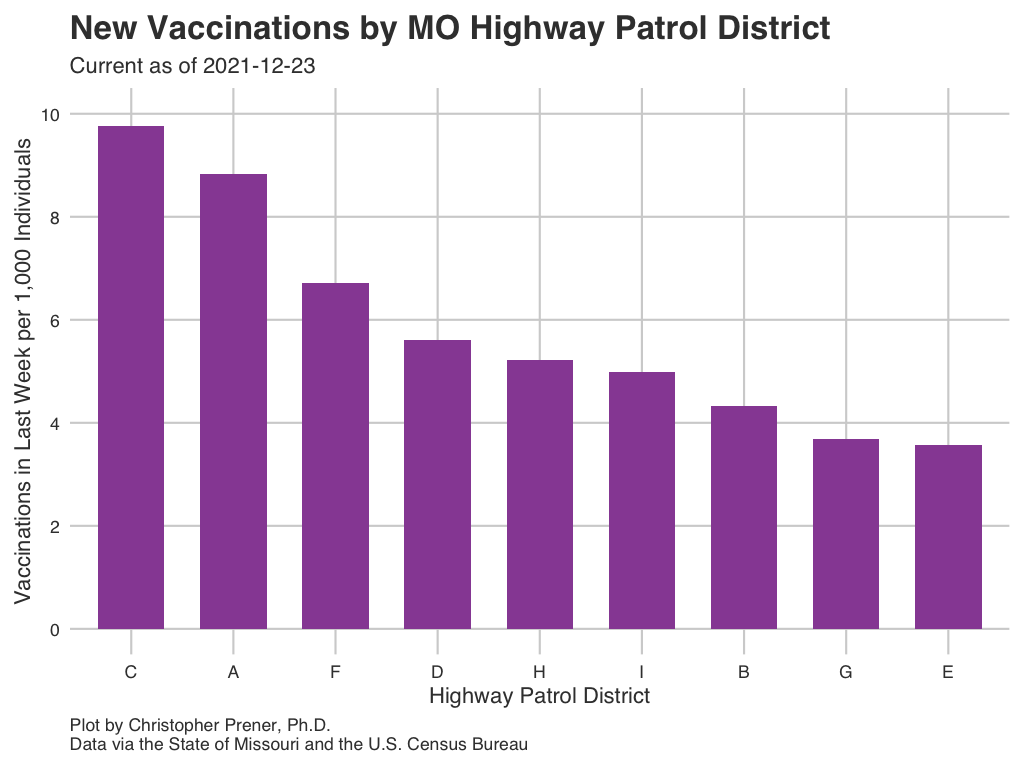 New Vaccinations by MO Highway Patrol District
Current as of 2021-12-23
Vaccinations in Last Week per 1,000 Individuals
10
8
6
4
2
0
C A F D H I B G E
Highway Patrol District
Plot by Christopher Prener, Ph.D.
Data via the State of Missouri and the U.S. Census Bureau